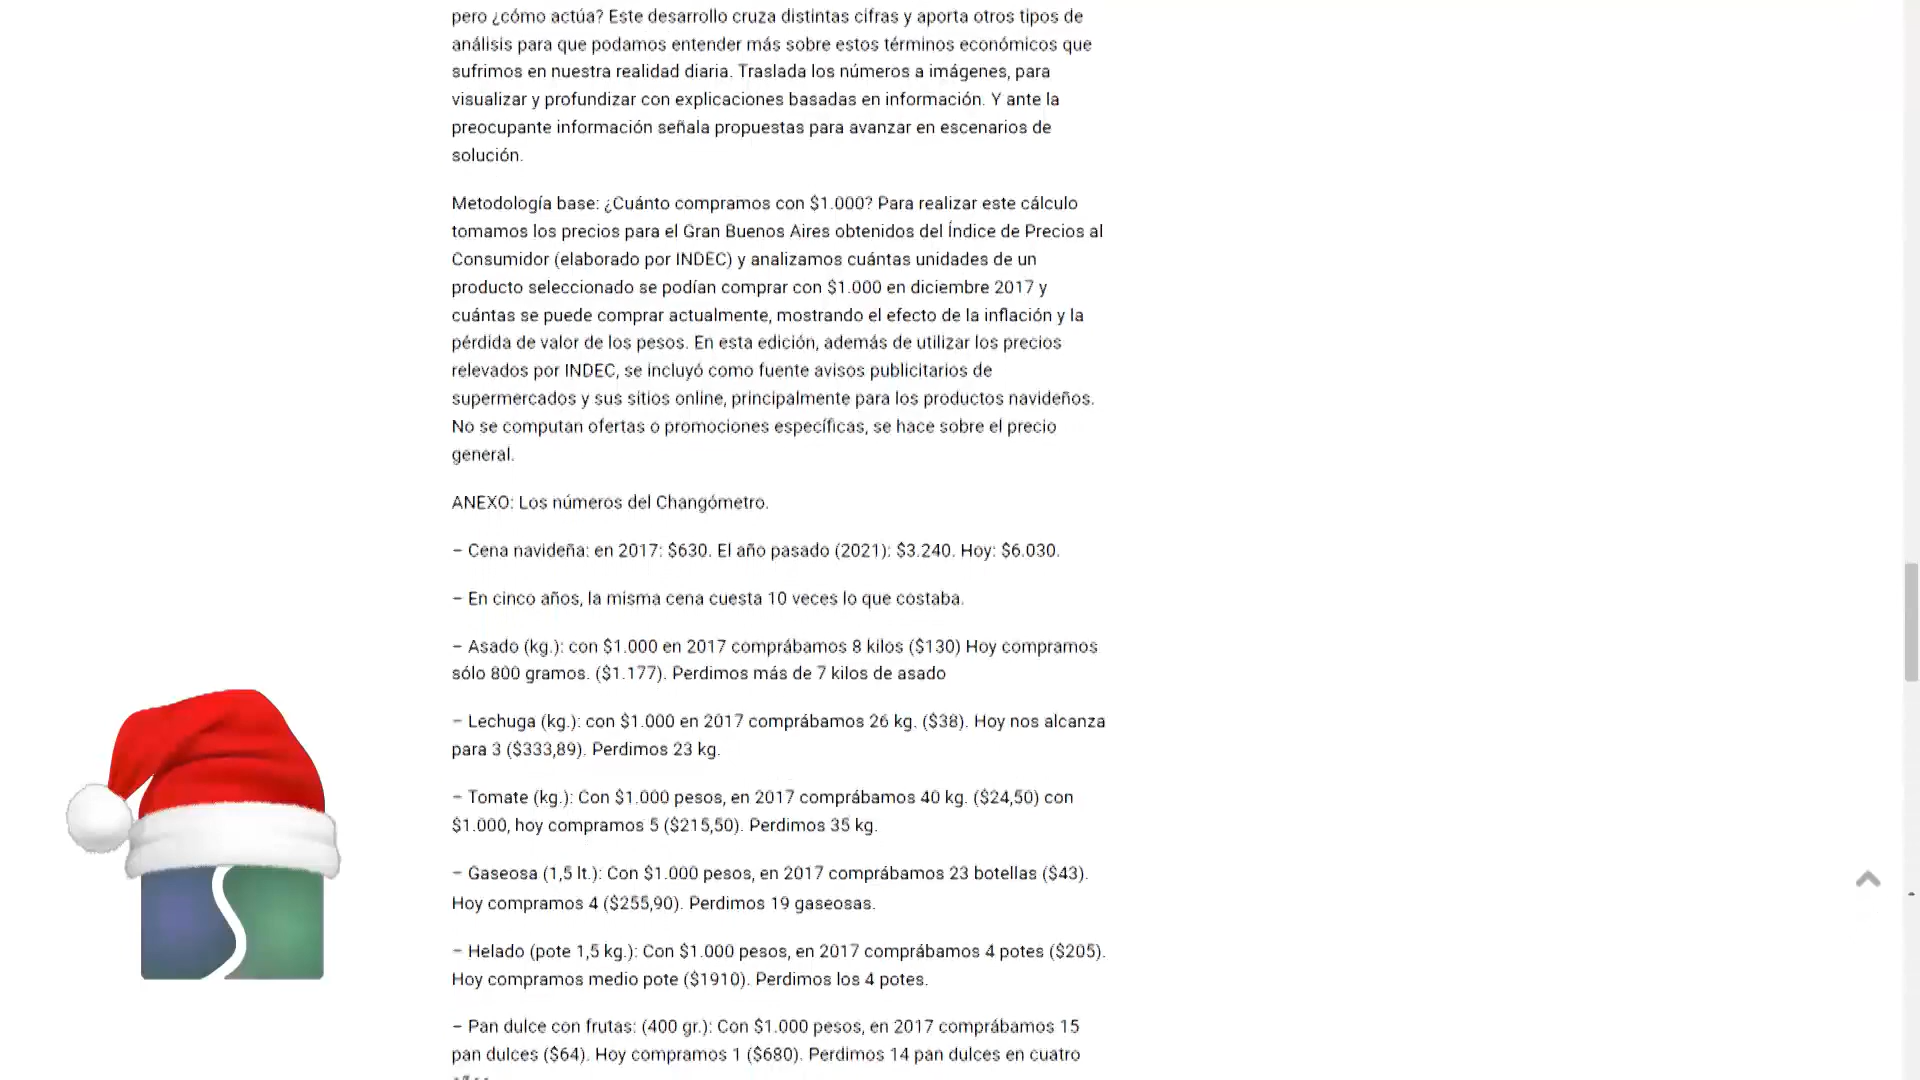 pero ¿cómo actúa? Este desarrollo cruza distintas cifras y aporta otros tipos de
análisis para que podamos entender más sobre estos términos económicos que
sufrimos en nuestra realidad diaria. Traslada los números a imágenes, para
visualizar y profundizar con explicaciones basadas en información. Y ante la
preocupante información señala propuestas para avanzar en escenarios de
solución.
Metodología base: ¿Cuánto compramos con $1.000? Para realizar este cálculo
tomamos los precios para el Gran Buenos Aires obtenidos del Índice de Precios al
Consumidor (elaborado por INDEC) y analizamos cuántas unidades de un
producto seleccionado se podían comprar con $1.000 en diciembre 2017 y
cuántas se puede comprar actualmente, mostrando el efecto de la inflación y la
pérdida de valor de los pesos. En esta edición, además de utilizar los precios
relevados por INDEC, se incluyó como fuente avisos publicitarios de
supermercados y sus sitios online, principalmente para los productos navideños.
No se computan ofertas o promociones específicas, se hace sobre el precio
general.
ANEXO: Los números del Changómetro.
– Cena navideña: en 2017: $630. El año pasado (2021): $3.240. Hoy: $6.030.
– En cinco años, la misma cena cuesta 10 veces lo que costaba.
– Asado (kg.): con $1.000 en 2017 comprábamos 8 kilos ($130) Hoy compramos
sólo 800 gramos. ($1.177). Perdimos más de 7 kilos de asado
– Lechuga (kg.): con $1.000 en 2017 comprábamos 26 kg. ($38). Hoy nos alcanza
para 3 ($333,89). Perdimos 23 kg.
– Tomate (kg.): Con $1.000 pesos, en 2017 comprábamos 40 kg. ($24,50) con
$1.000, hoy compramos 5 ($215,50). Perdimos 35 kg.
– Gaseosa (1,5 lt.): Con $1.000 pesos, en 2017 comprábamos 23 botellas ($43).
Hoy compramos 4 ($255,90). Perdimos 19 gaseosas.
– Helado (pote 1,5 kg.): Con $1.000 pesos, en 2017 comprábamos 4 potes ($205).
Hoy compramos medio pote ($1910). Perdimos los 4 potes.
– Pan dulce con frutas: (400 gr.): Con $1.000 pesos, en 2017 comprábamos 15
pan dulces ($64). Hoy compramos 1 ($680). Perdimos 14 pan dulces en cuatro